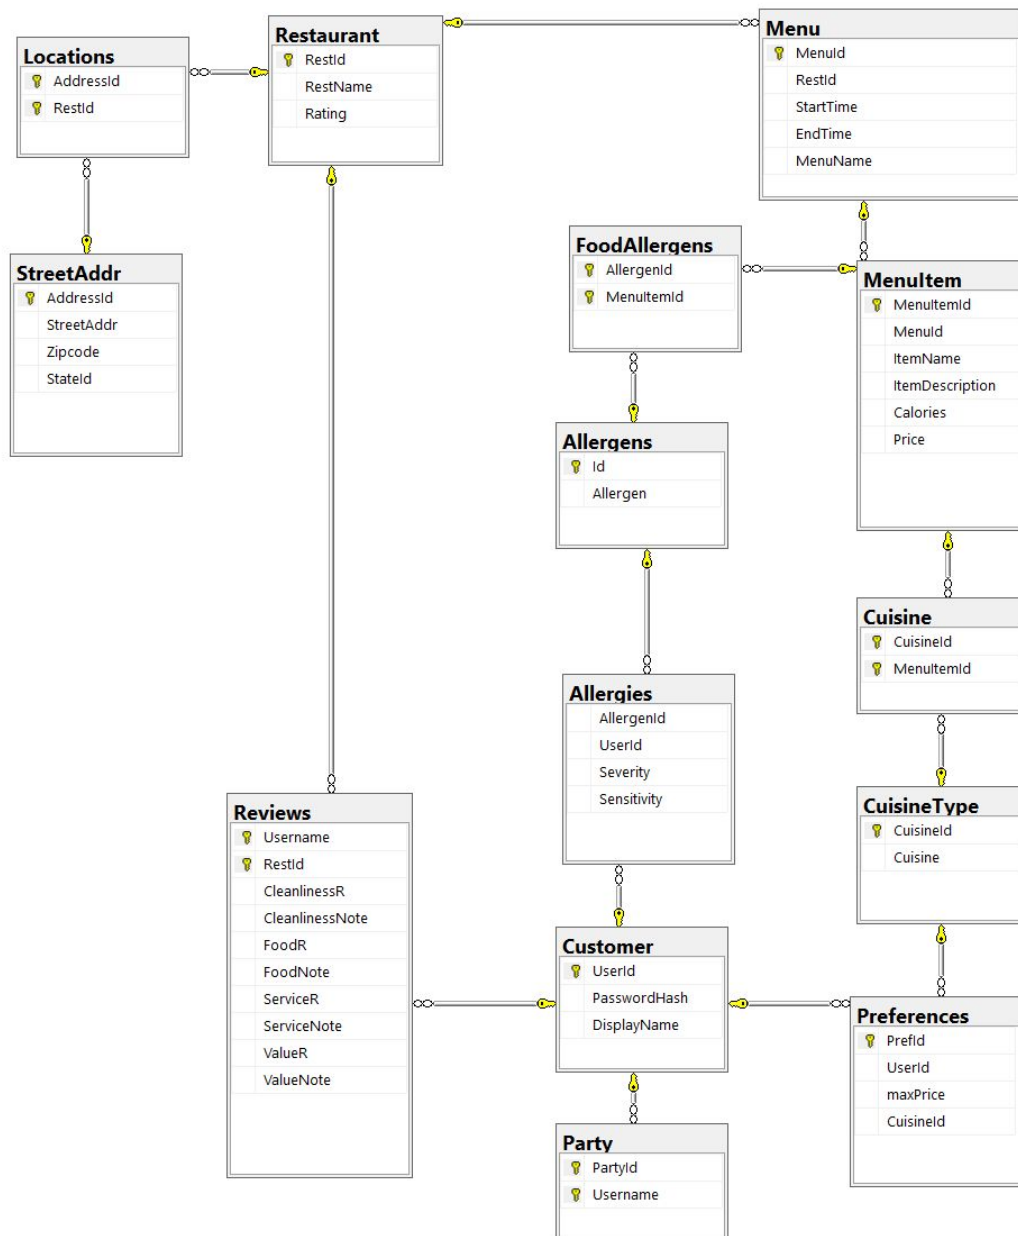 Locations
AddressId
RestId
Restaurant
RestId
RestName
Rating
Menu
MenuId
RestId
StartTime
EndTime
MenuName
StreetAddr
AddressId
StreetAddr
Zipcode
StateId
FoodAllergens
AllergenId
MenuItemId
MenuItem
MenuItemId
MenuId
ItemName
ItemDescription
Calories
Price
Allergens
Id
Allergen
Cuisine
CuisineId
MenuItemId
Allergies
AllergenId
UserId
Severity
Sensitivity
CuisineType
CuisineId
Cuisine
Reviews
Username
RestId
CleanlinessR
CleanlinessNote
FoodR
FoodNote
ServiceR
ServiceNote
ValueR
ValueNote
Customer
UserId
PasswordHash
DisplayName
Preferences
PrefId
UserId
maxPrice
CuisineId
Party
PartyId
Username